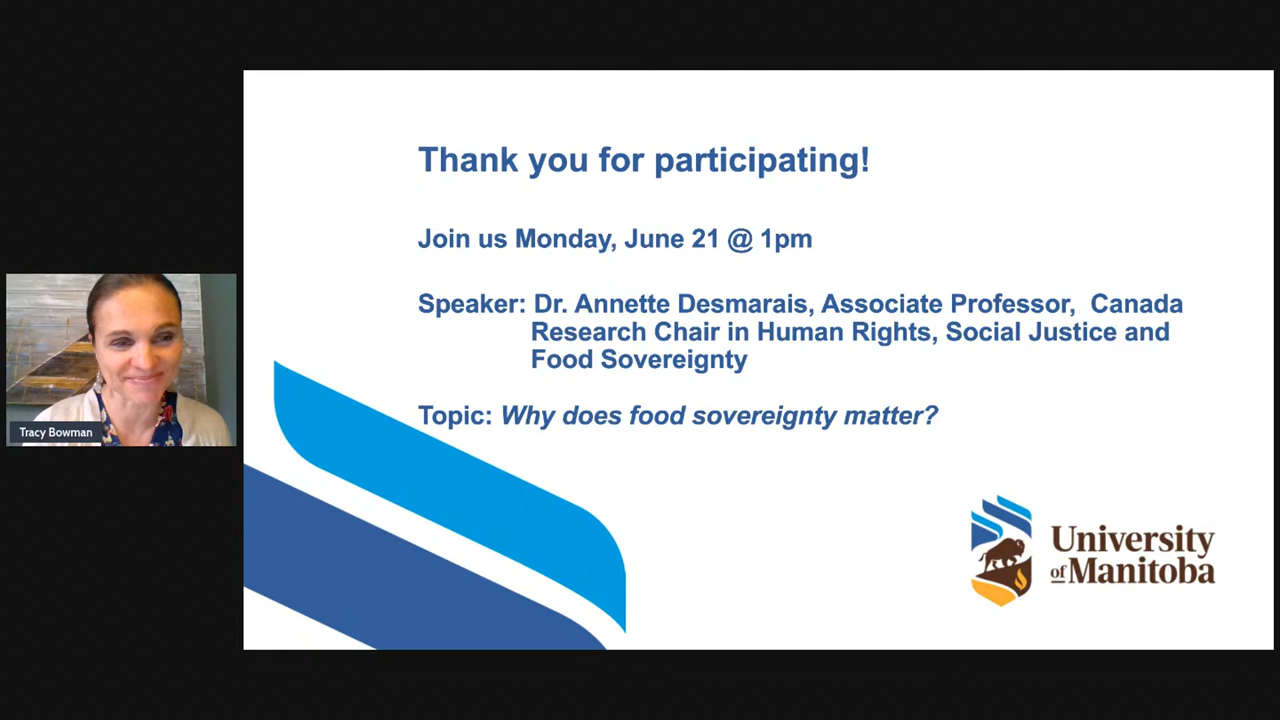 Thank you for participating!
Join us Monday, June 21 @ 1pm
Speaker: Dr. Annette Desmarais, Associate Professor, Canada
Research Chair in Human Rights, Social Justice and
Food Sovereignty
Tracy Bowman
Topic: Why does food sovereignty matter?
University
of Manitoba